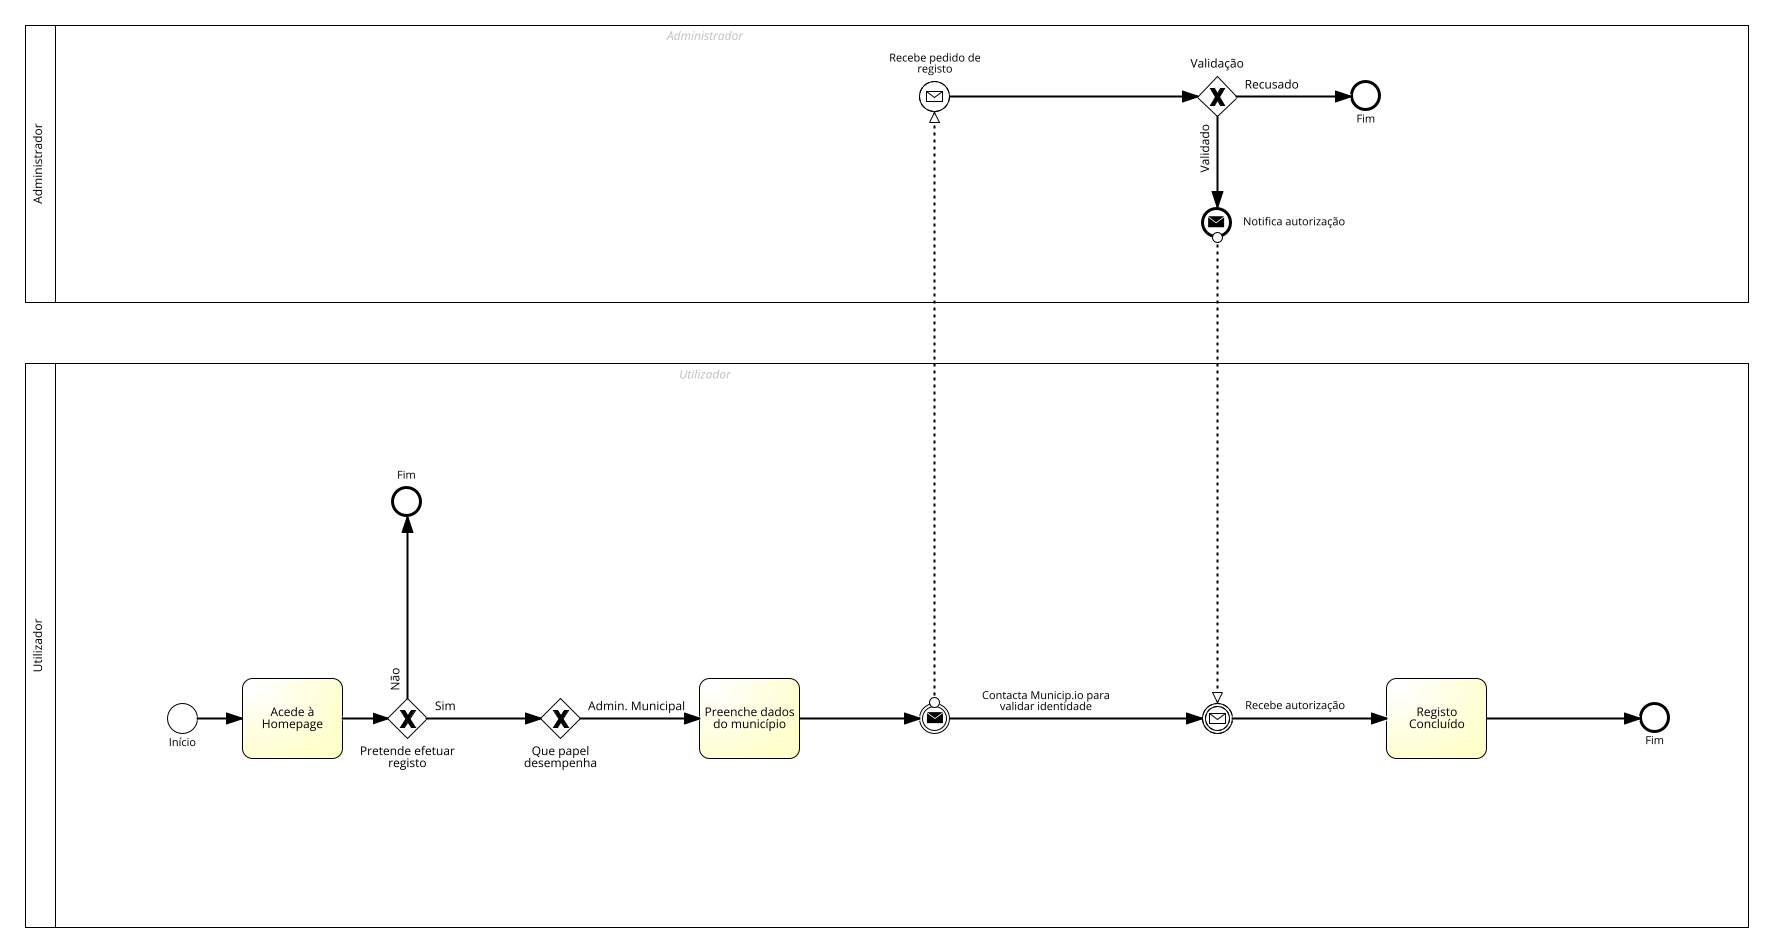 Administrador
Administrador
Recebe pedido de
registo
Validação
Recusado
Fim
Validado
Notifica autorização
Utilizador
Utilizador
Fim
Não
Início
Acede à
Homepage
Pretende efetuar
registo
Sim
Que papel
desempenha
Admin. Municipal
Preenche dados
do município
Contacta Municip.io para
validar identidade
Recebe autorização
Registo
Concluído
Fim